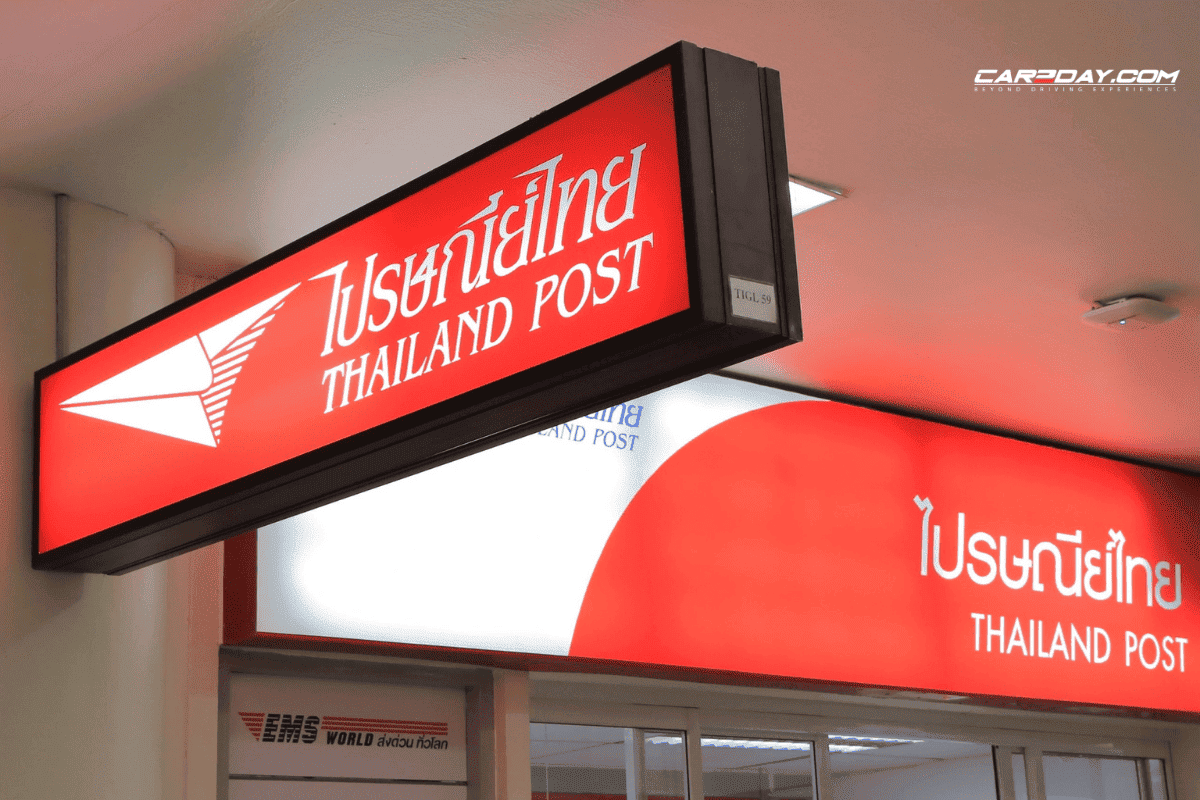 CAR2DAY.COM
BEYOND DRIVING EXPERIENCES
ไปรษณีย์ไทย
THAILAND POST
TIGL 59
POST
ไปรษณีย์ไทย
THAILAND POST
EMS WORLD ส่งด่วน ทั่วโลก